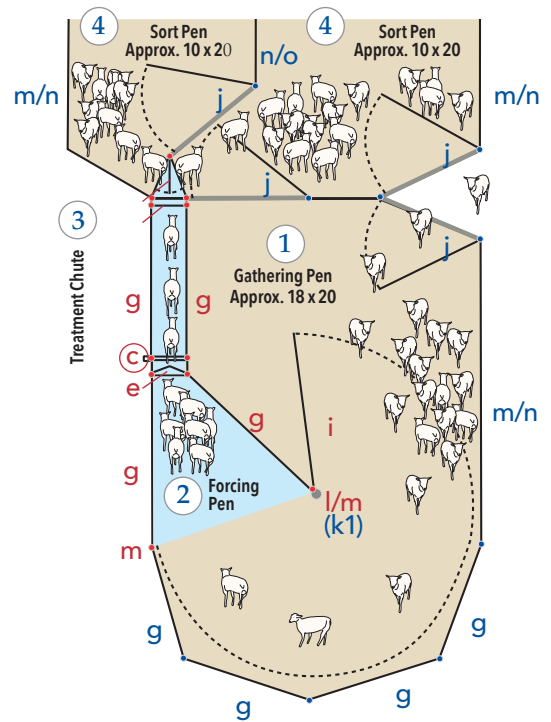 4
Sort Pen
Approx. 10 x 20
n/o
4
Sort Pen
Approx. 10 x 20
m/n
j
m/n
j
j
3
Treatment Chute
1
Gathering Pen
Approx. 18 x 20
j
g
g
c
e
g
i
m/n
g
2
Forcing
Pen
l/m
(k1)
m
g
g
g
g